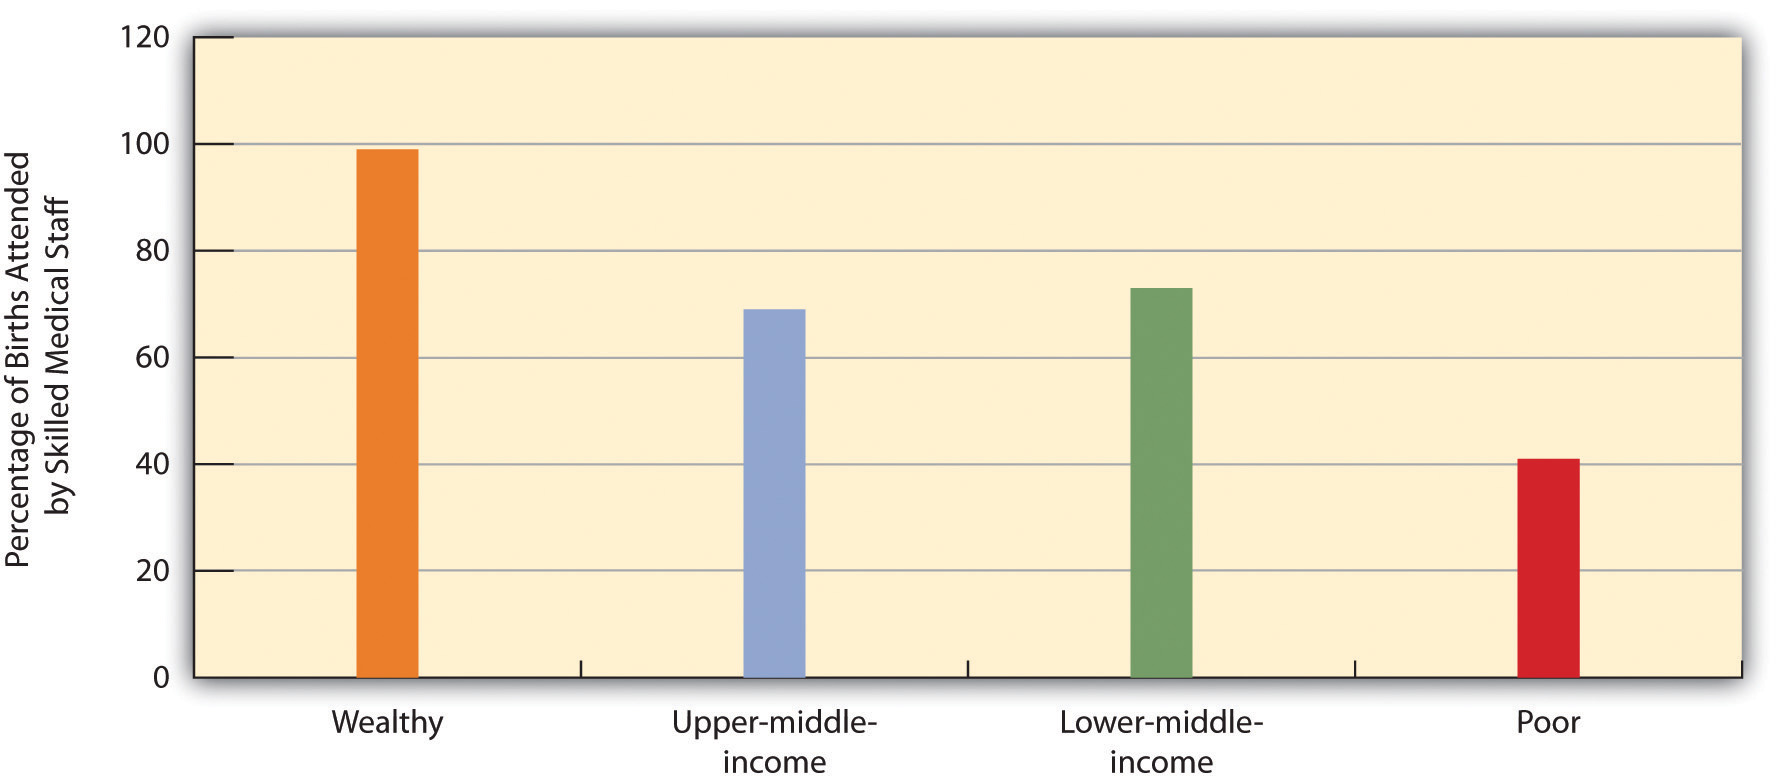 Percentage of Births Attended
by Skilled Medical Staff
120
100
80
60
40
20
0
Wealthy
Upper-middle-
income
Lower-middle-
income
Poor